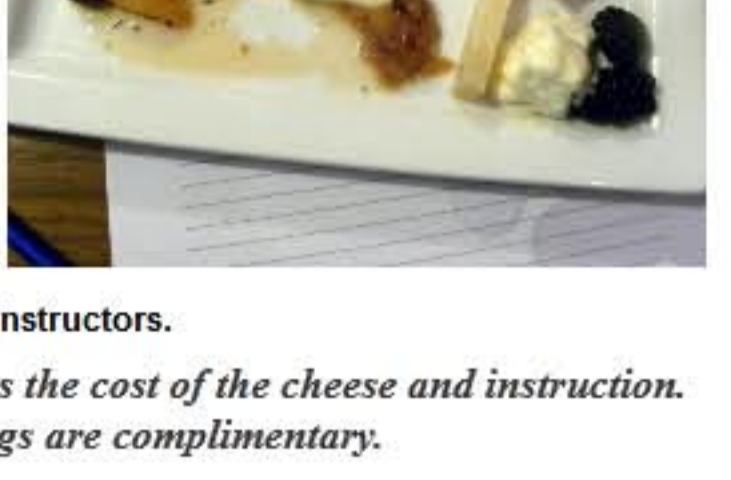 nstructors.
s the cost of the cheese and instruction.
gs are complimentary.